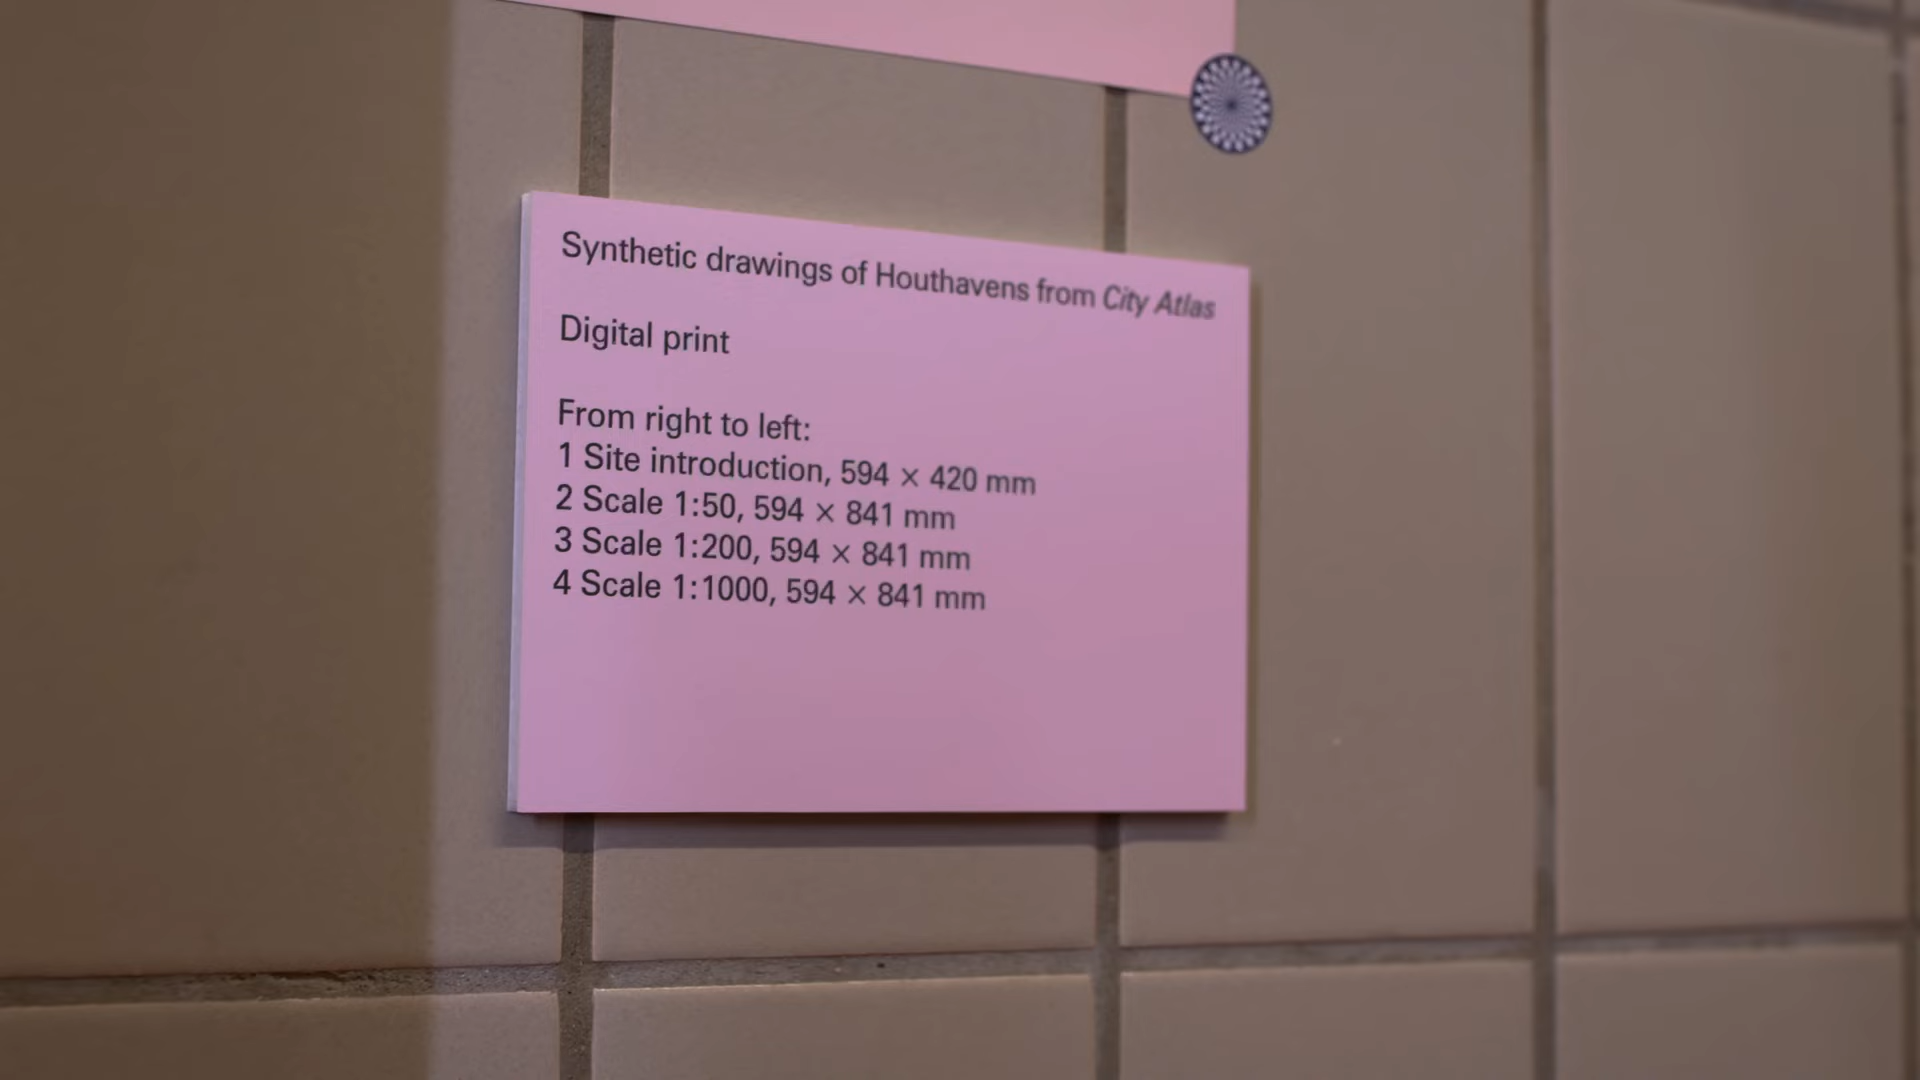 Synthetic drawings of Houthavens from City Atlas
Digital print
From right to left:
1 Site introduction, 594 × 420 mm
2 Scale 1:50, 594 × 841 mm
3 Scale 1:200, 594 × 841 mm
4 Scale 1:1000, 594 × 841 mm